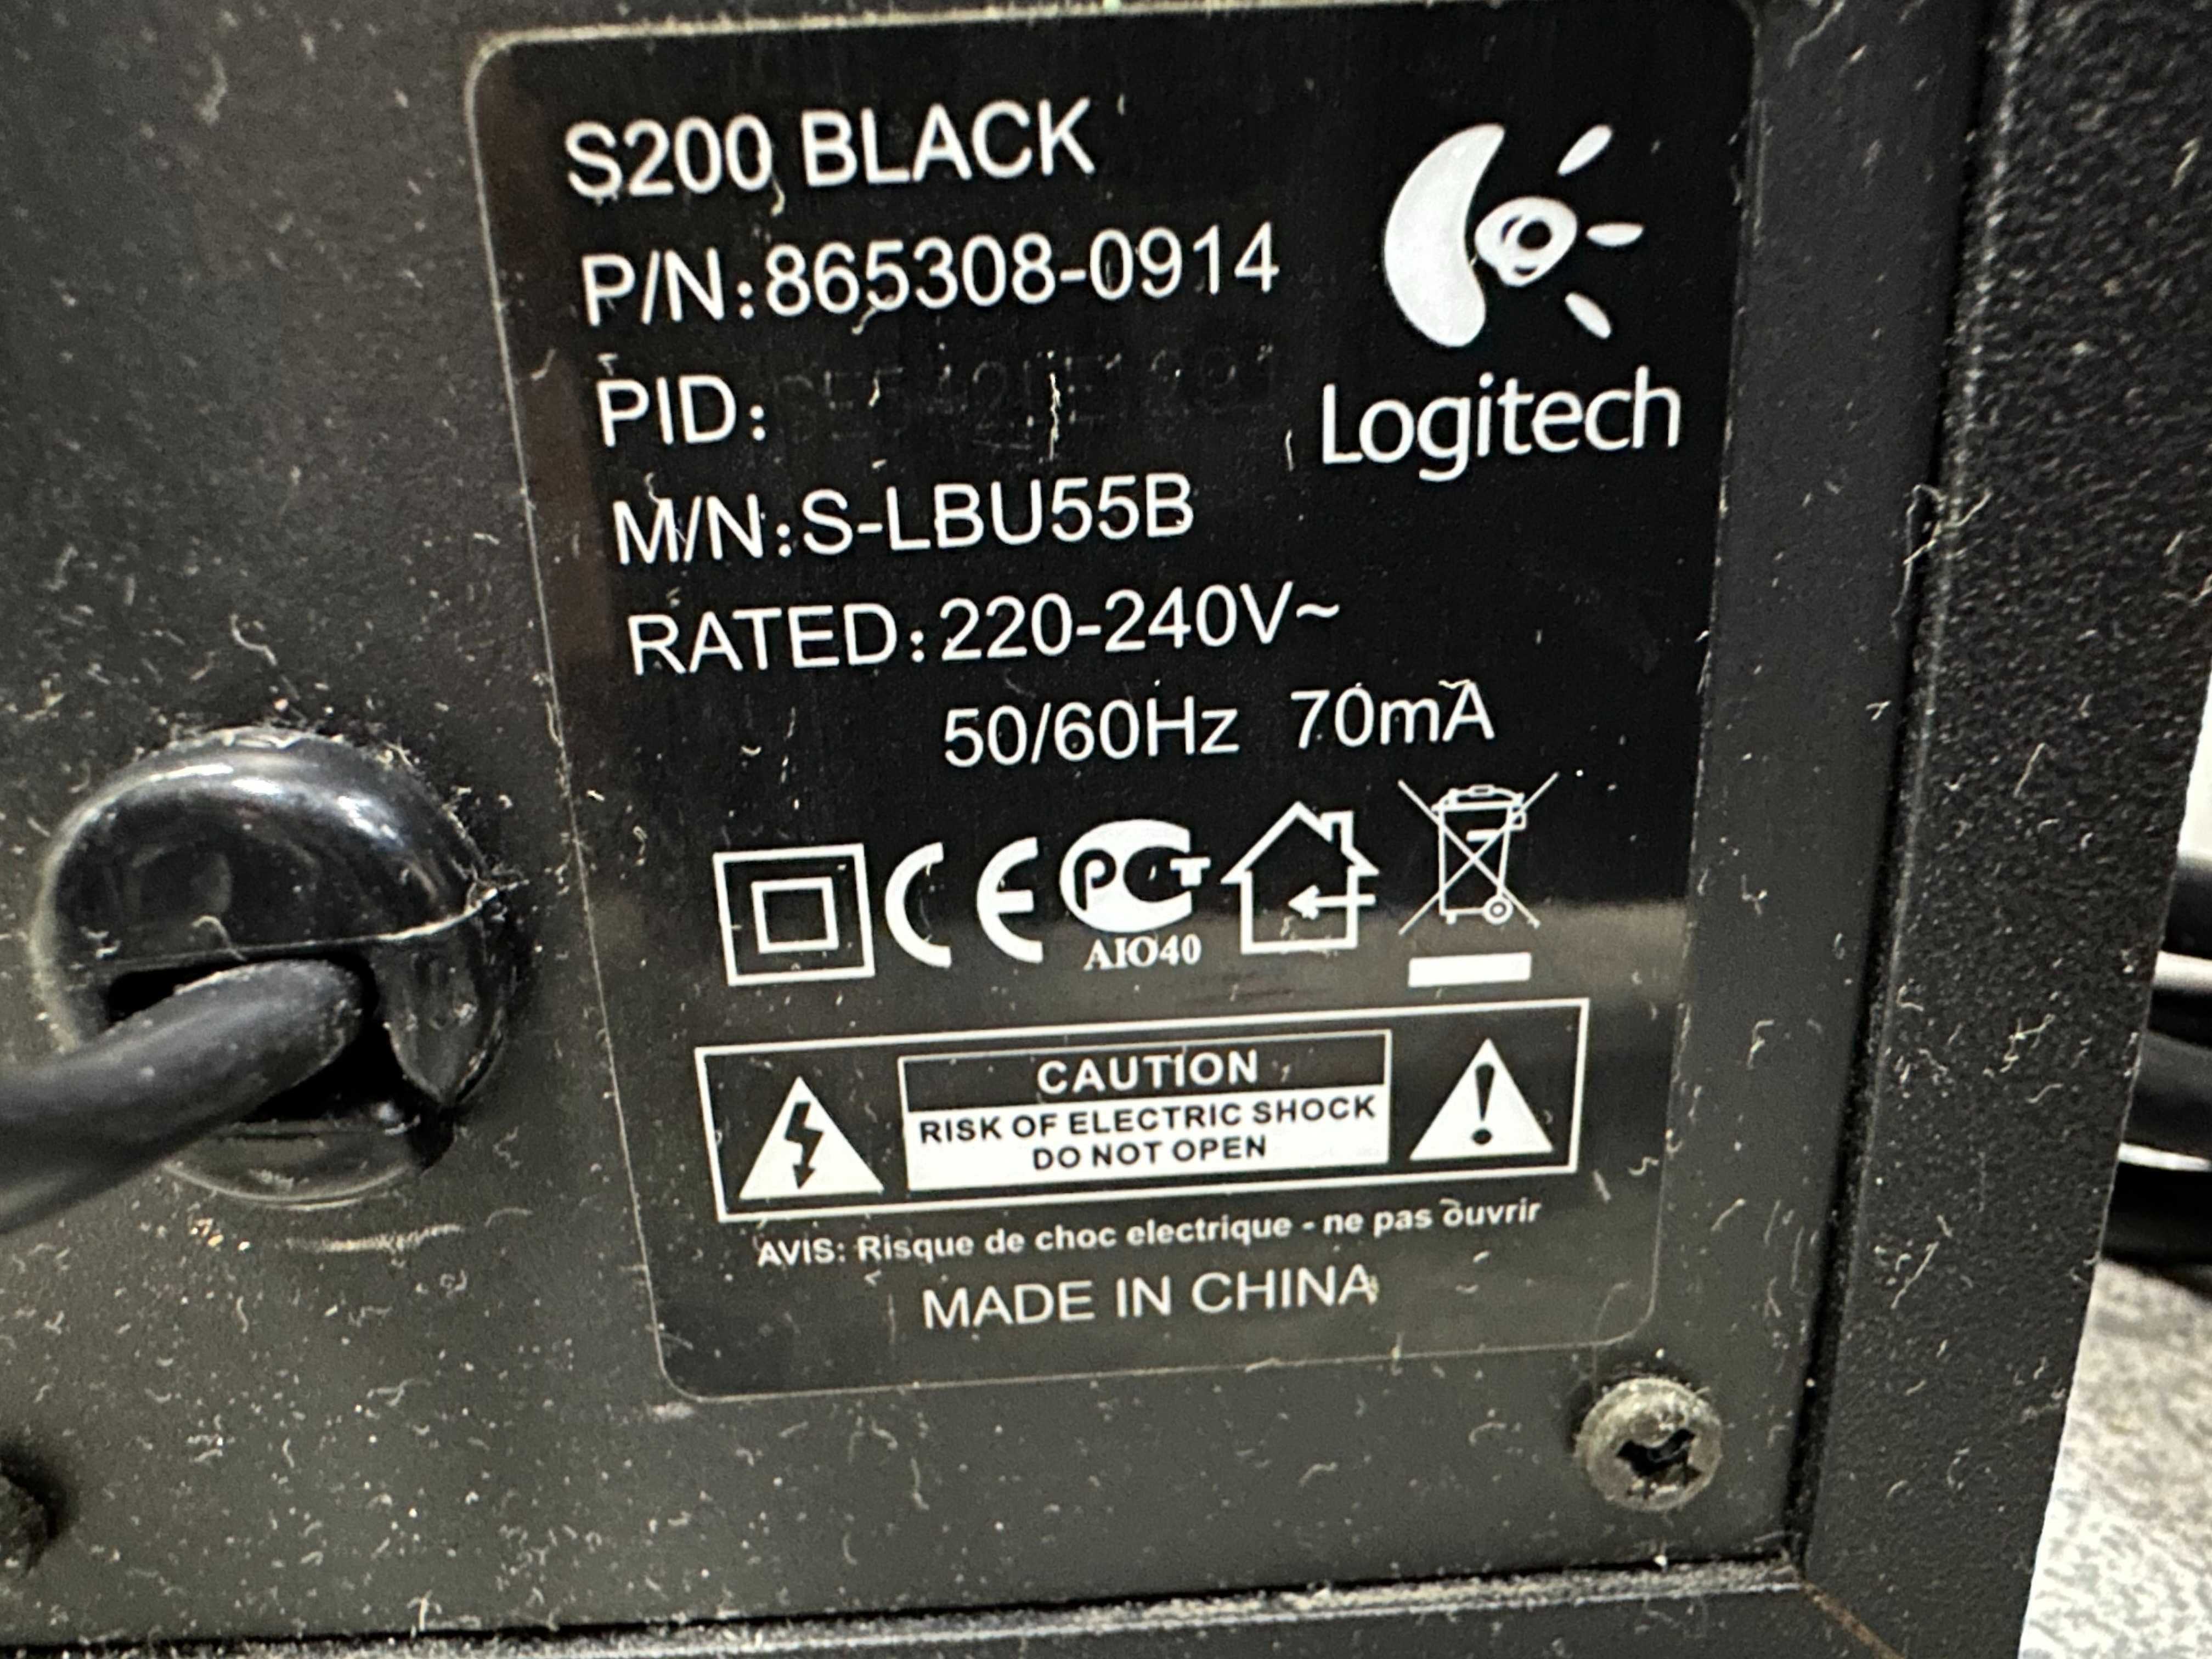 S200 BLACK
P/N:865308-0914
PID:
Logitech
M/N:S-LBU55B
RATED:220-240V~
50/60Hz 70mA
CE PCT
AIO40
CAUTION
RISK OF ELECTRIC SHOCK
DO NOT OPEN
AVIS: Risque de choc electrique - ne pas ouvrir
MADE IN CHINA